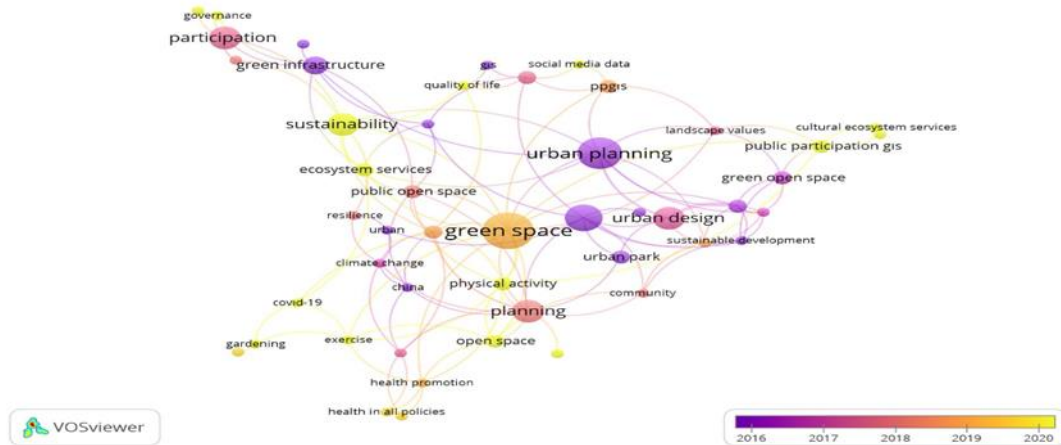 governance
participation
green infrastructure
gis
social media data
quality of life
ppgis
sustainability
landscape values
cultural ecosystem services
urban planning
public participation gis
ecosystem services
green open space
public open space
resilience
urban design
urban
green space
sustainable development
urban park
climate change
china
physical activity
community
covid-19
planning
gardening
exercise
open space
health promotion
health in all policies
VOSviewer
2016 2017 2018 2019 2020